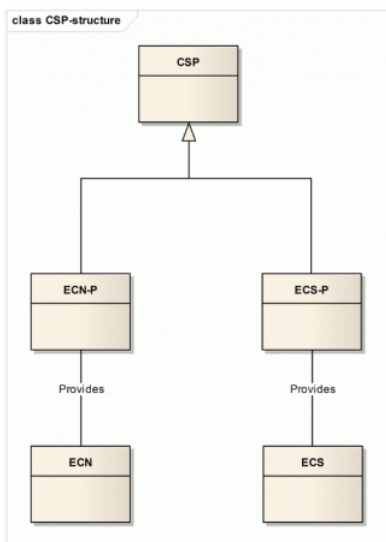 class CSP-structure
CSP
ECN-P
ECS-P
Provides
Provides
ECN
ECS